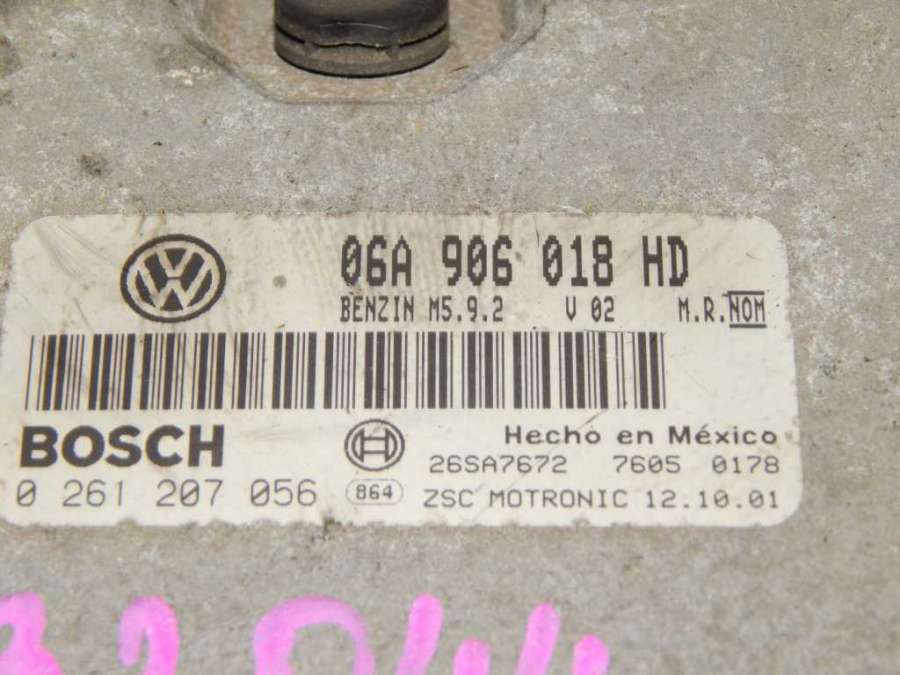 06A 906 018 HD
BENZIN M5.9.2 V 02 M.R.NOM
BOSCH Hecho en México
26SA7672 7605 0178
0 261 207 056 864 ZSC MOTRONIC 12.10.01